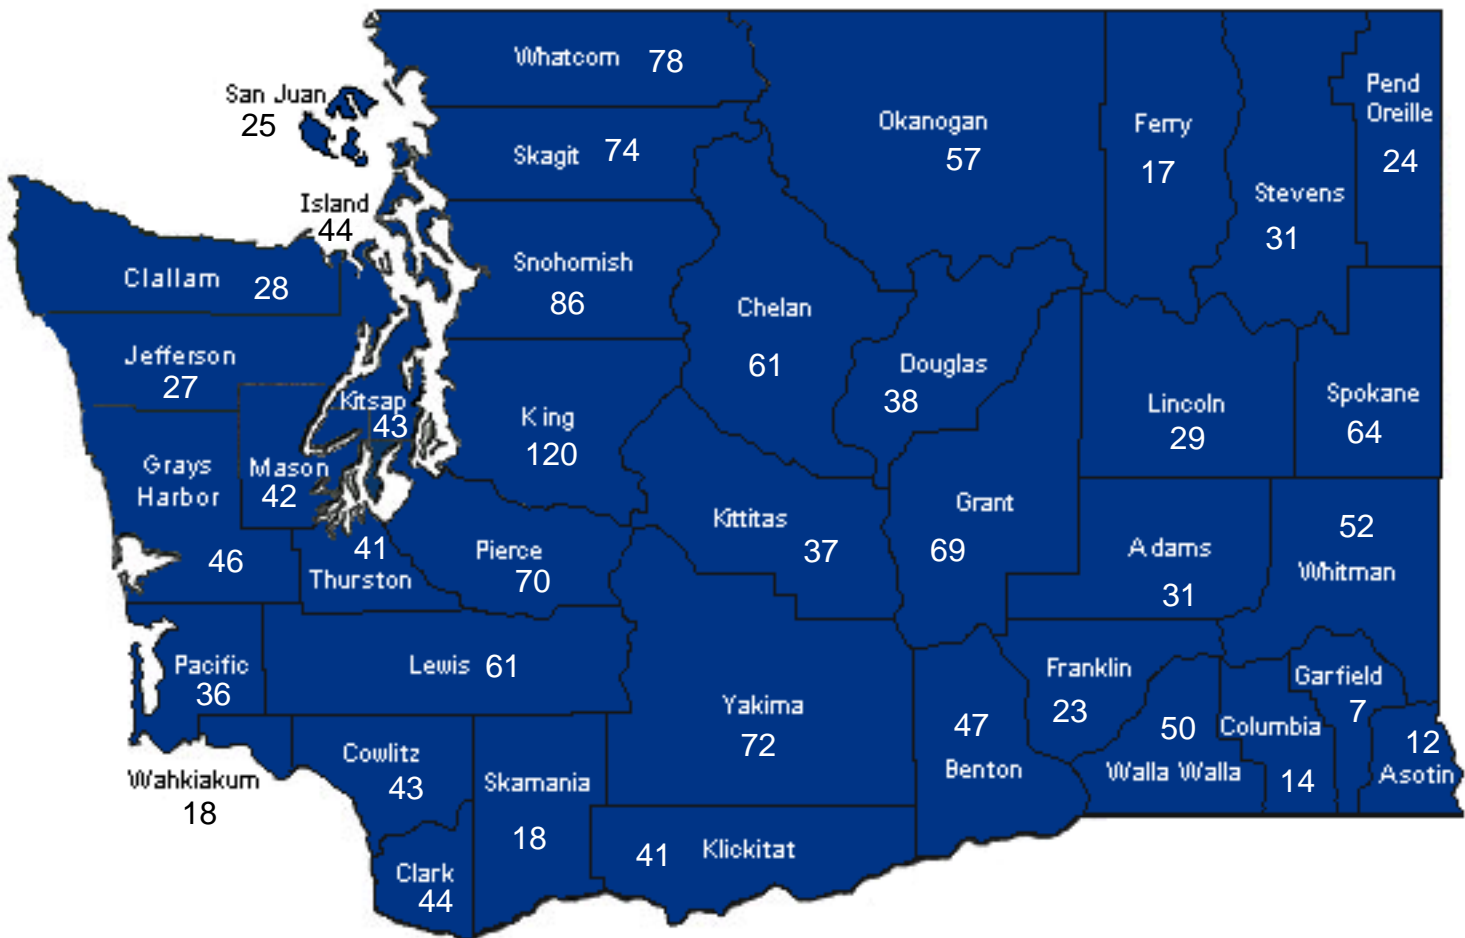 Whatcom 78
San Juan
25
Skagit 74
Island
44
Clallam 28
Snohomish
86
Jefferson
27
Kitsap
43
King
120
Grays
Harbor
46
Mason
42
41
Thurston
Pierce
70
Pacific
36
Lewis 61
Wahkiakum
18
Cowlitz
43
Clark
44
Skamania
18
Okanogan
57
Ferry
17
Stevens
31
Pend
Oreille
24
Chelan
61
Douglas
38
Lincoln
29
Spokane
64
Kittitas
37
Grant
69
Adams
31
52
Whitman
Yakima
72
47
Benton
Franklin
23
50
Walla Walla
Columbia
14
Garfield
7
12
Asotin
41 Klickitat